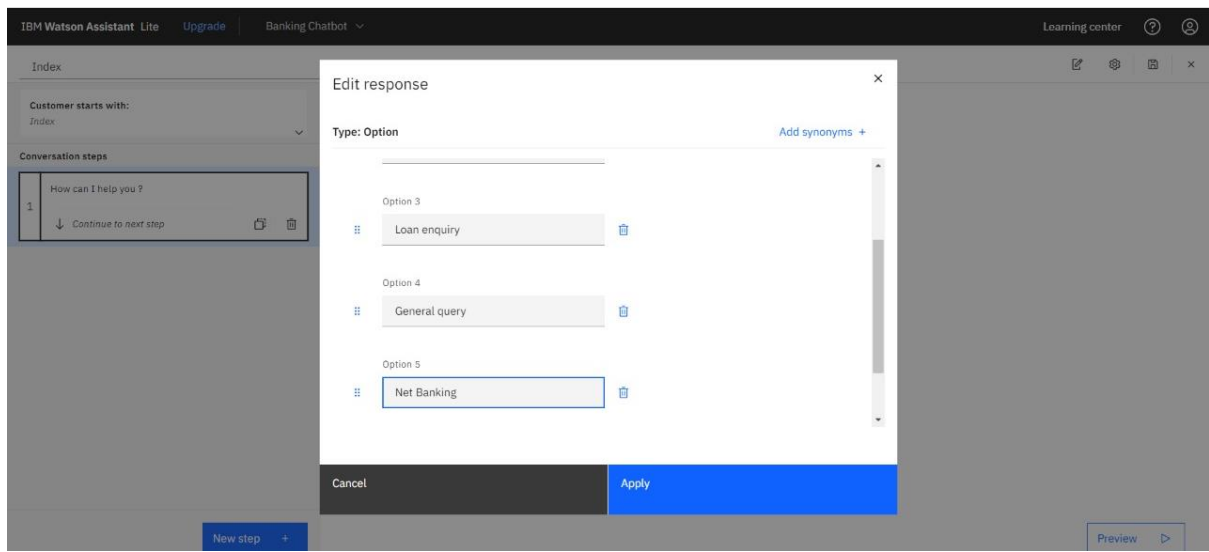 IBM Watson Assistant Lite Upgrade Banking Chatbot Learning center
Index
Customer starts with:
Index
Conversation steps
1
How can I help you ?
Continue to next step
New step +
Edit response
Type: Option
Add synonyms +
Option 3
Loan enquiry
Option 4
General query
Option 5
Net Banking
Cancel
Apply
Preview